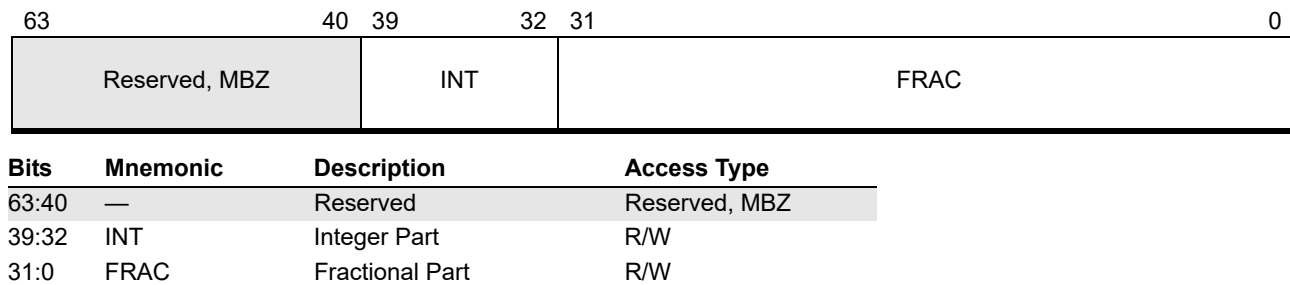 63 40 39 32 31 0
Reserved, MBZ INT FRAC
Bits Mnemonic Description Access Type
63:40 — Reserved Reserved, MBZ
39:32 INT Integer Part R/W
31:0 FRAC Fractional Part R/W